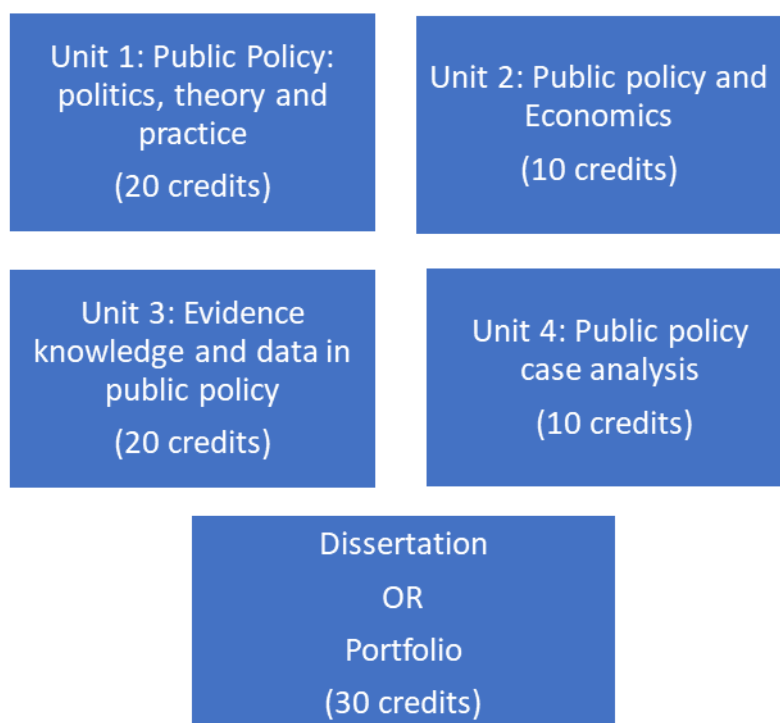 Unit 1: Public Policy:
politics, theory and
practice
(20 credits)
Unit 2: Public policy and
Economics
(10 credits)
Unit 3: Evidence
knowledge and data in
public policy
(20 credits)
Unit 4: Public policy
case analysis
(10 credits)
Dissertation
OR
Portfolio
(30 credits)